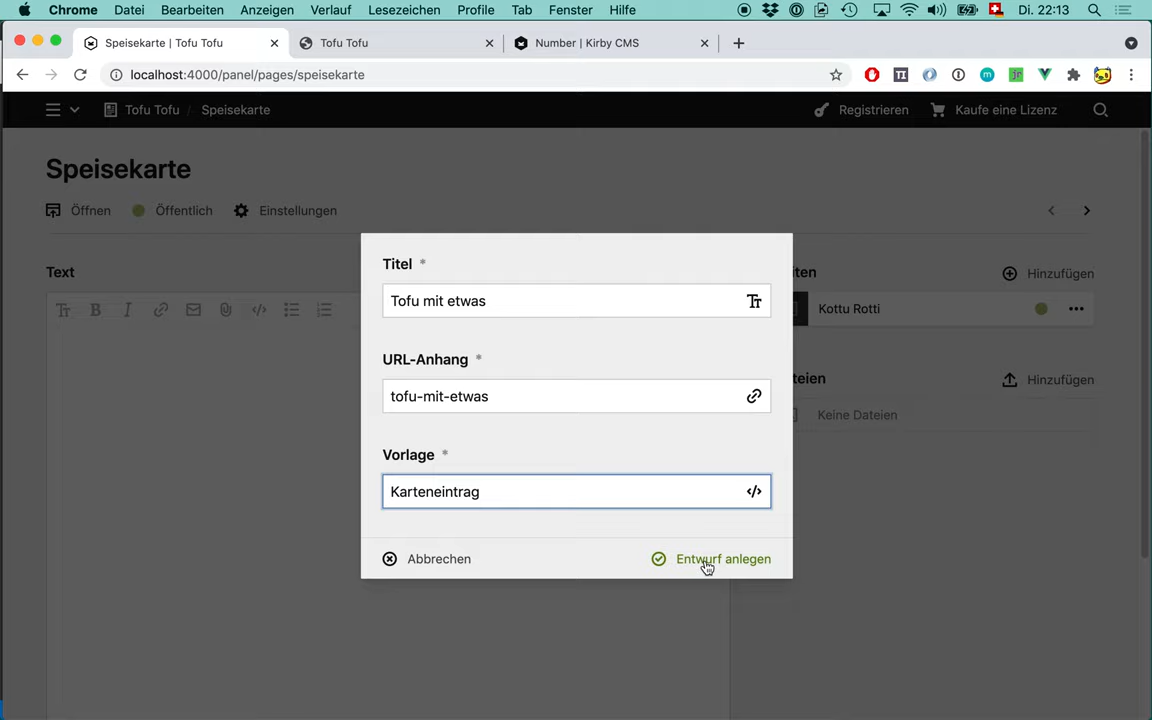 Chrome Datei Bearbeiten Anzeigen Verlauf Lesezeichen Profile Tab Fenster Hilfe Di. 22:13
Speisekarte | Tofu Tofu
Tofu Tofu
Number | Kirby CMS
localhost:4000/panel/pages/speisekarte
Tofu Tofu / Speisekarte
Registrieren
Kaufe eine Lizenz
Speisekarte
Öffnen
Öffentlich
Einstellungen
Text
Titel *
Tofu mit etwas
URL-Anhang *
tofu-mit-etwas
Vorlage *
Karteneintrag
Abbrechen
Entwurf anlegen
iten
Hinzufügen
Kottu Rotti
teien
Hinzufügen
Keine Dateien